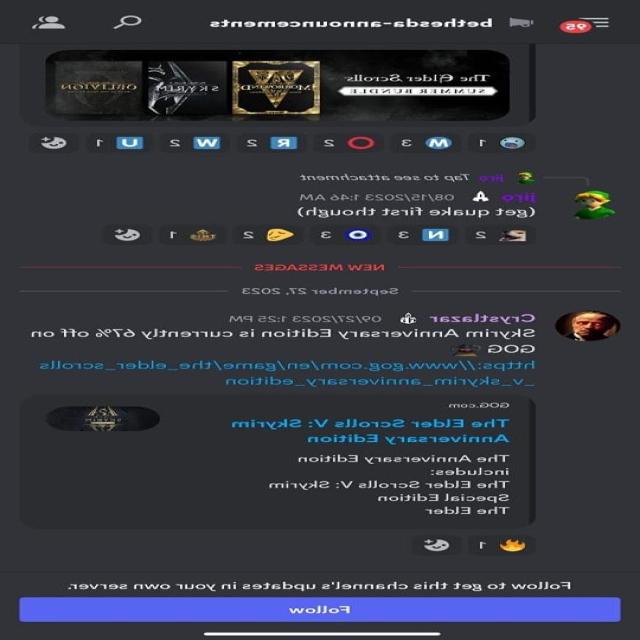 95
bethesda-announcements
The Elder Scrolls
SUMMER BUNDLE
MORROWIND
SKYRIM
OBLIVION
1 M 3 2 R 2 W 2 U 1
jiro Tap to see attachment
jiro 08/15/2023 1:46 AM
(get quake first though)
2 N 3 3 2 1
NEW MESSAGES
September 27, 2023
Crystlazar 09/27/2023 1:25 PM
Skyrim Anniversary Edition is currently 67% off on
GOG
https://www.gog.com/en/game/the_elder_scrolls
_v_skyrim_anniversary_edition
GOG.com
The Elder Scrolls V: Skyrim
Anniversary Edition
The Anniversary Edition
includes:
The Elder Scrolls V: Skyrim
Special Edition
The Elder
SKYRIM
1
Follow to get this channel's updates in your own server.
Follow